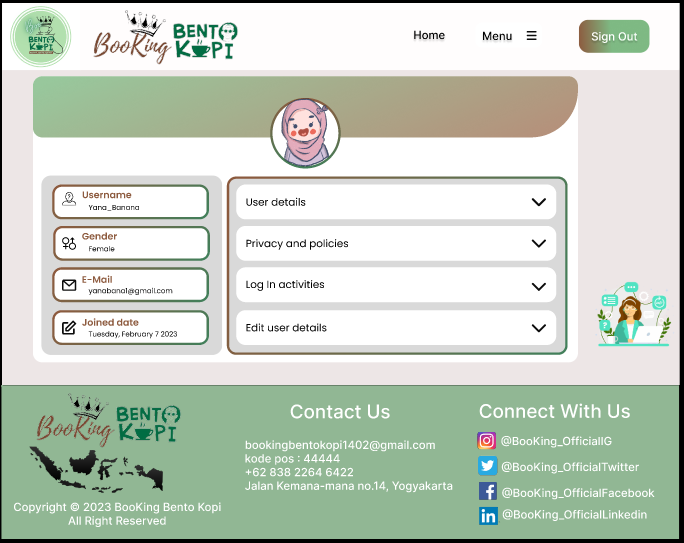 BENTO
KOPI
BooKing
BENTO
KOPI
Home
Menu
Sign Out
Username
Yana_Banana
Gender
Female
E-Mail
yanabana1@gmail.com
Joined date
Tuesday, February 7 2023
User details
Privacy and policies
Log In activities
Edit user details
BooKing
BENTO
KOPI
Copyright © 2023 BooKing Bento Kopi
All Right Reserved
Contact Us
bookingbentokopi1402@gmail.com
kode pos : 44444
+62 838 2264 6422
Jalan Kemana-mana no.14, Yogyakarta
Connect With Us
@BooKing_OfficialIG
@BooKing_OfficialTwitter
@BooKing_OfficialFacebook
@BooKing_OfficialLinkedin